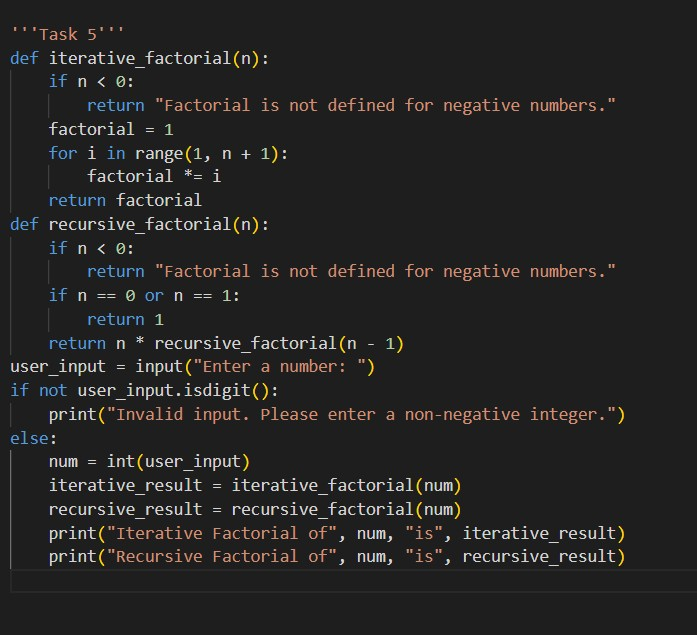 '''Task 5'''
def iterative_factorial(n):
    if n < 0:
        return "Factorial is not defined for negative numbers."
    factorial = 1
    for i in range(1, n + 1):
        factorial *= i
    return factorial
def recursive_factorial(n):
    if n < 0:
        return "Factorial is not defined for negative numbers."
    if n == 0 or n == 1:
        return 1
    return n * recursive_factorial(n - 1)
user_input = input("Enter a number: ")
if not user_input.isdigit():
    print("Invalid input. Please enter a non-negative integer.")
else:
    num = int(user_input)
    iterative_result = iterative_factorial(num)
    recursive_result = recursive_factorial(num)
    print("Iterative Factorial of", num, "is", iterative_result)
    print("Recursive Factorial of", num, "is", recursive_result)